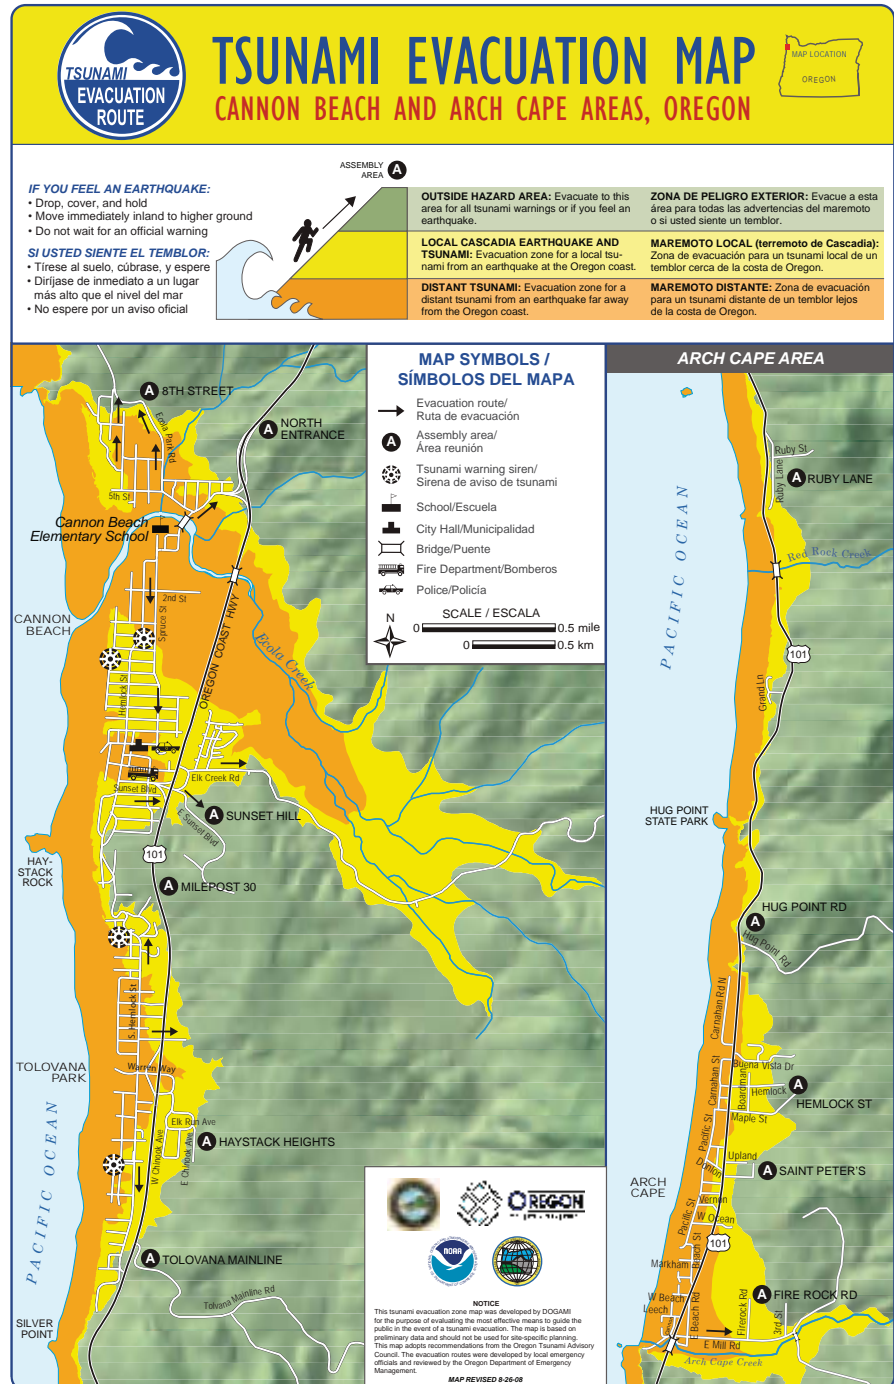 TSUNAMI
EVACUATION
ROUTE
TSUNAMI EVACUATION MAP
CANNON BEACH AND ARCH CAPE AREAS, OREGON
MAP LOCATION
OREGON
IF YOU FEEL AN EARTHQUAKE:
• Drop, cover, and hold
• Move immediately inland to higher ground
• Do not wait for an official warning
SI USTED SIENTE EL TEMBLOR:
• Tírese al suelo, cúbrase, y espere
• Diríjase de inmediato a un lugar
más alto que el nivel del mar
• No espere por un aviso oficial
ASSEMBLY
AREA
A
OUTSIDE HAZARD AREA: Evacuate to this
area for all tsunami warnings or if you feel an
earthquake.
ZONA DE PELIGRO EXTERIOR: Evacue a esta
área para todas las advertencias del maremoto
o si usted siente un temblor.
LOCAL CASCADIA EARTHQUAKE AND
TSUNAMI: Evacuation zone for a local tsu-
nami from an earthquake at the Oregon coast.
MAREMOTO LOCAL (terremoto de Cascadia):
Zona de evacuación para un tsunami local de un
temblor cerca de la costa de Oregon.
DISTANT TSUNAMI: Evacuation zone for a
distant tsunami from an earthquake far away
from the Oregon coast.
MAREMOTO DISTANTE: Zona de evacuación
para un tsunami distante de un temblor lejos
de la costa de Oregon.
A 8TH STREET
A NORTH
ENTRANCE
Ecola Park Rd
5th St
Cannon Beach
Elementary School
2nd St
Spruce St
CANNON
BEACH
Hemlock St
OREGON COAST HWY
Ecola Creek
Elk Creek Rd
Sunset Blvd
E Sunset Blvd
A SUNSET HILL
101
HAY-
STACK
ROCK
A MILEPOST 30
S. Hemlock St
TOLOVANA
PARK
Warren Way
Elk Run Ave
W Chinook Ave
E Chinook Ave
A HAYSTACK HEIGHTS
PACIFIC OCEAN
A TOLOVANA MAINLINE
Tolvana Mainline Rd
SILVER
POINT
MAP SYMBOLS /
SÍMBOLOS DEL MAPA
Evacuation route/
Ruta de evacuación
A
Assembly area/
Área reunión
Tsunami warning siren/
Sirena de aviso de tsunami
School/Escuela
City Hall/Municipalidad
Bridge/Puente
Fire Department/Bomberos
Police/Policía
N
SCALE / ESCALA
0 0.5 mile
0 0.5 km
ARCH CAPE AREA
Ruby St
Ruby Lane
A RUBY LANE
PACIFIC OCEAN
Red Rock Creek
101
Grand Ln
HUG POINT
STATE PARK
HUG POINT RD
A
Hug Point Rd
Carnahan Rd N
Buena Vista Dr
Carnahan St
Boardman
Hemlock
A
HEMLOCK ST
Maple St
Pacific St
Upland
Donlon
A SAINT PETER'S
ARCH
CAPE
Vernon
Pacific St
W Ocean
101
Beach St
Markham
A FIRE ROCK RD
W Beach
Leech
E Beach Rd
Firerock Rd
3rd St
E Mill Rd
Arch Cape Creek
OREGON
NOAA
NOTICE
This tsunami evacuation zone map was developed by DOGAMI
for the purpose of evaluating the most effective means to guide the
public in the event of a tsunami evacuation. The map is based on
preliminary data and should not be used for site-specific planning.
This map adopts recommendations from the Oregon Tsunami Advisory
Council. The evacuation routes were developed by local emergency
officials and reviewed by the Oregon Department of Emergency
Management.
MAP REVISED 8-26-08